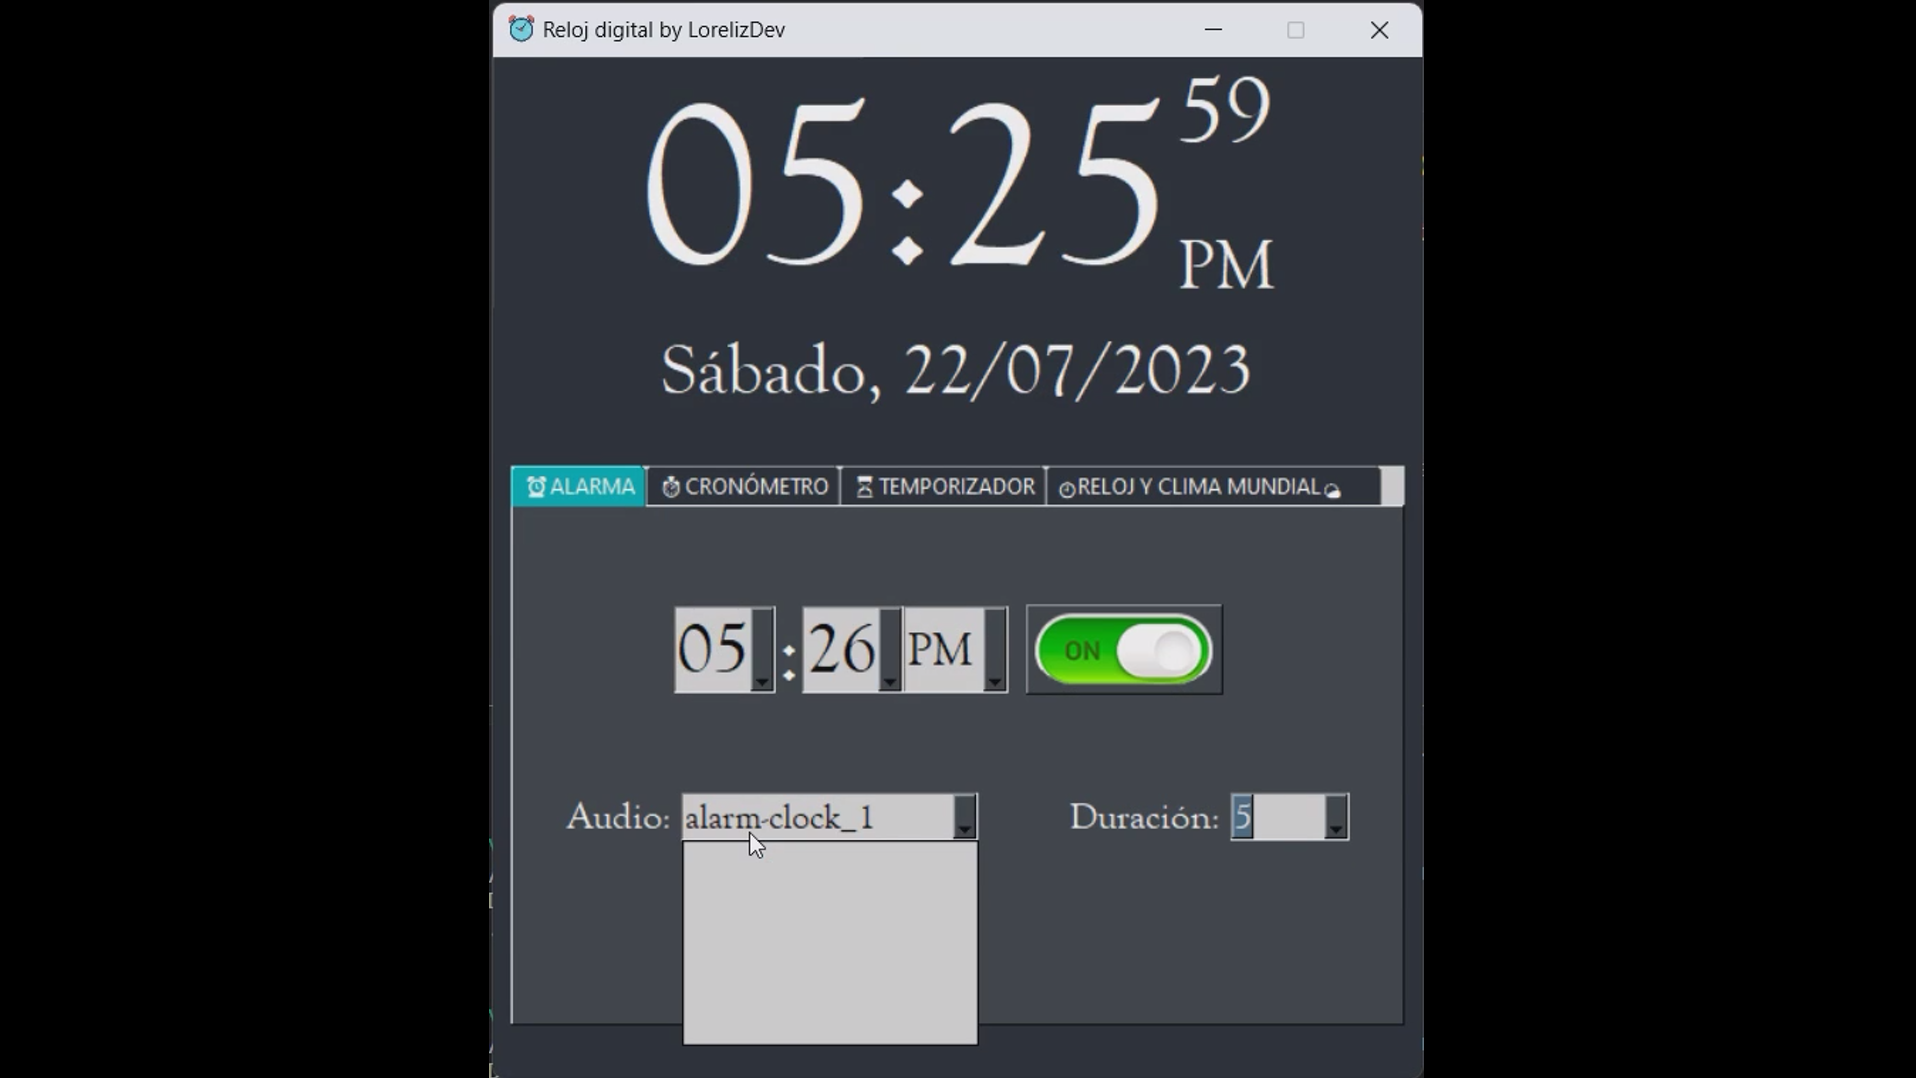 Reloj digital by LorelizDev
05:25 59 PM
Sábado, 22/07/2023
ALARMA CRONÓMETRO TEMPORIZADOR RELOJ Y CLIMA MUNDIAL
05 : 26 PM ON
Audio: alarm-clock_1 Duración: 5